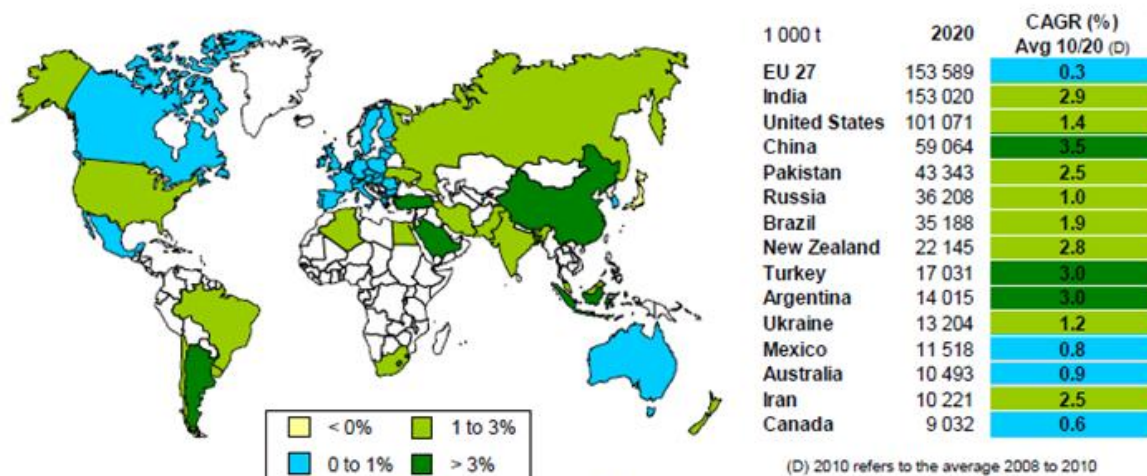 1 000 t 2020 CAGR (%) Avg 10/20 (D)
EU 27 153 589 0.3
India 153 020 2.9
United States 101 071 1.4
China 59 064 3.5
Pakistan 43 343 2.5
Russia 36 208 1.0
Brazil 35 188 1.9
New Zealand 22 145 2.8
Turkey 17 031 3.0
Argentina 14 015 3.0
Ukraine 13 204 1.2
Mexico 11 518 0.8
Australia 10 493 0.9
Iran 10 221 2.5
Canada 9 032 0.6
< 0% 1 to 3%
0 to 1% > 3%
(D) 2010 refers to the average 2008 to 2010